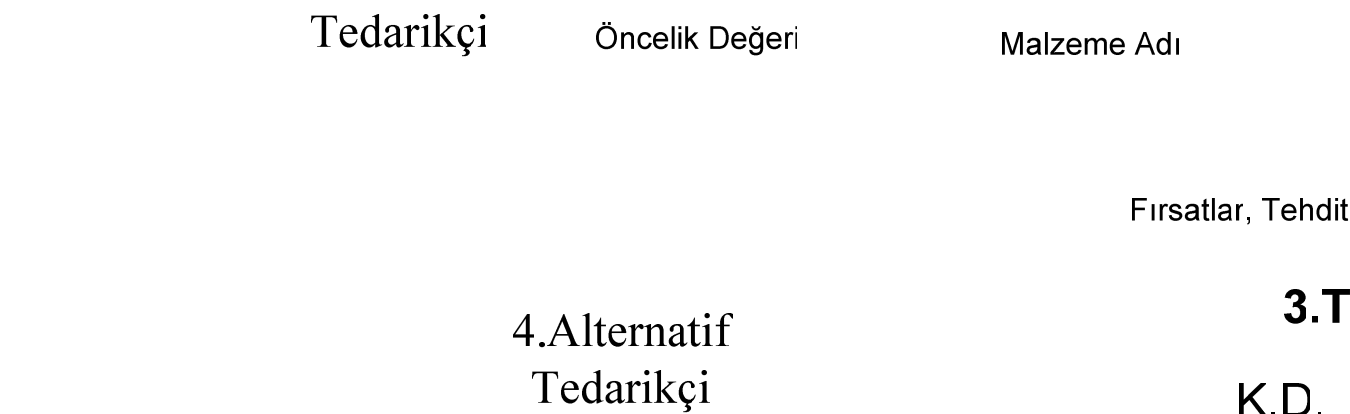 Tedarikçi
Öncelik Değeri
Malzeme Adı
Fırsatlar, Tehdit
3.T
4.Alternatif
Tedarikçi
K.D.